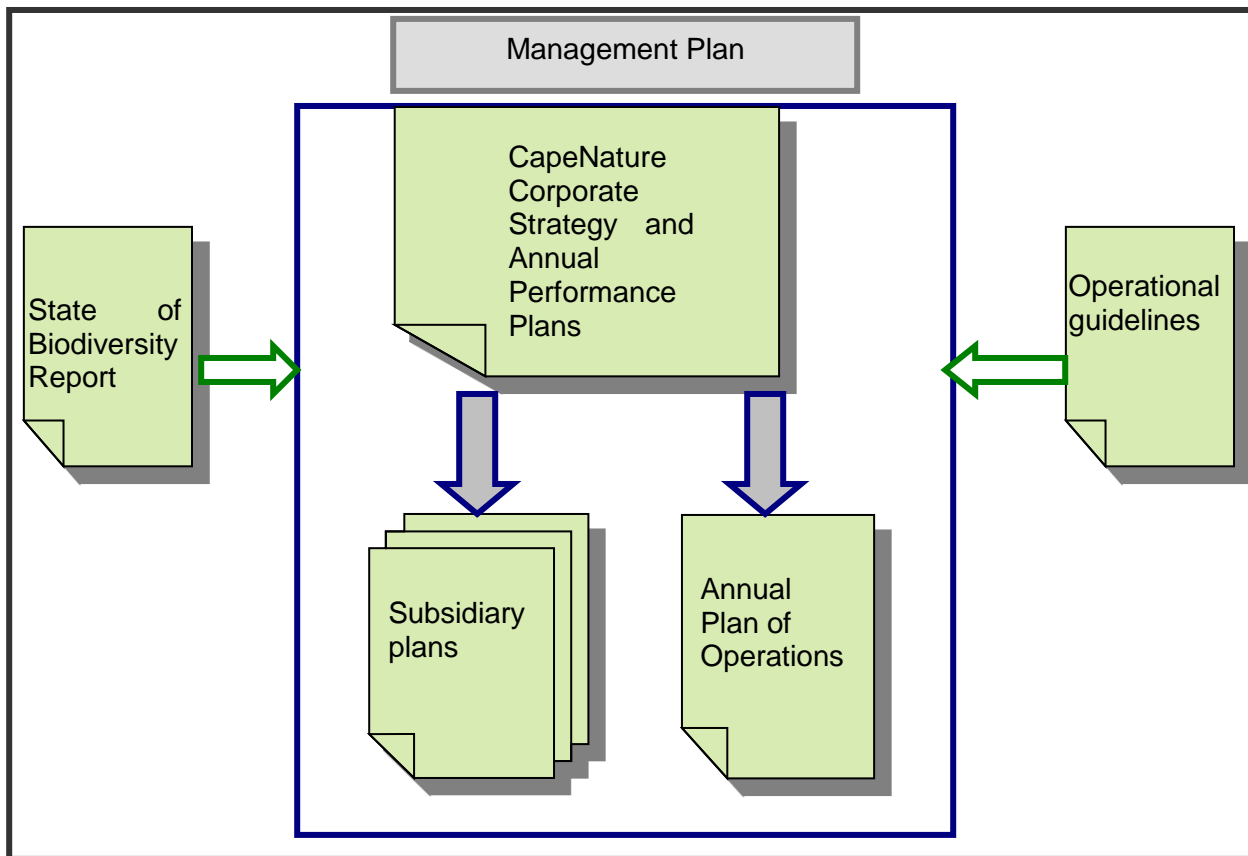 Management Plan
CapeNature
Corporate
Strategy and
Annual
Performance
Plans
State of
Biodiversity
Report
Operational
guidelines
Subsidiary
plans
Annual
Plan of
Operations